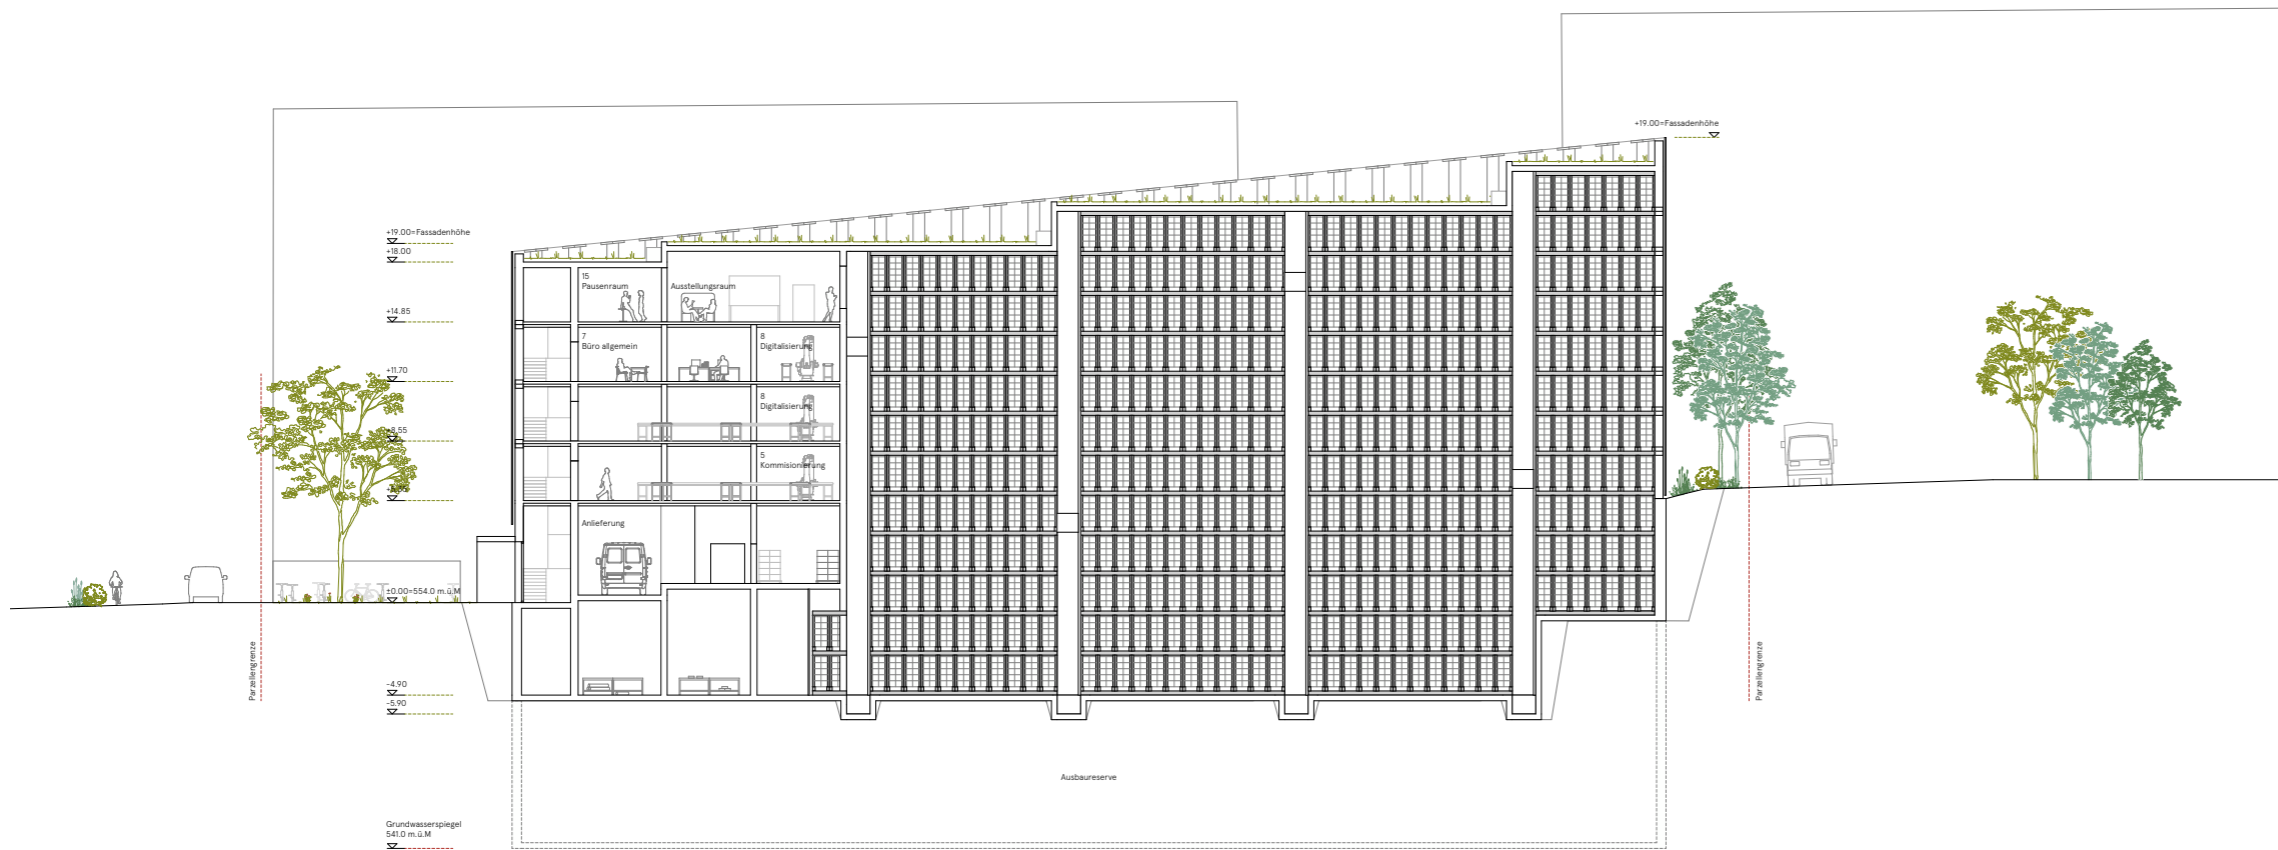 +19.00=Fassadenhöhe
+19.00=Fassadenhöhe
+18.00
15
Pausenraum
Ausstellungsraum
+14.85
7
Büro allgemein
8
Digitalisierung
+11.70
8
Digitalisierung
+8.55
5
Kommisionierung
Anlieferung
±0.00=554.0 m.ü.M
Parzellengrenze
Parzellengrenze
-4.90
-5.90
Ausbaureserve
Grundwasserspiegel
541.0 m.ü.M